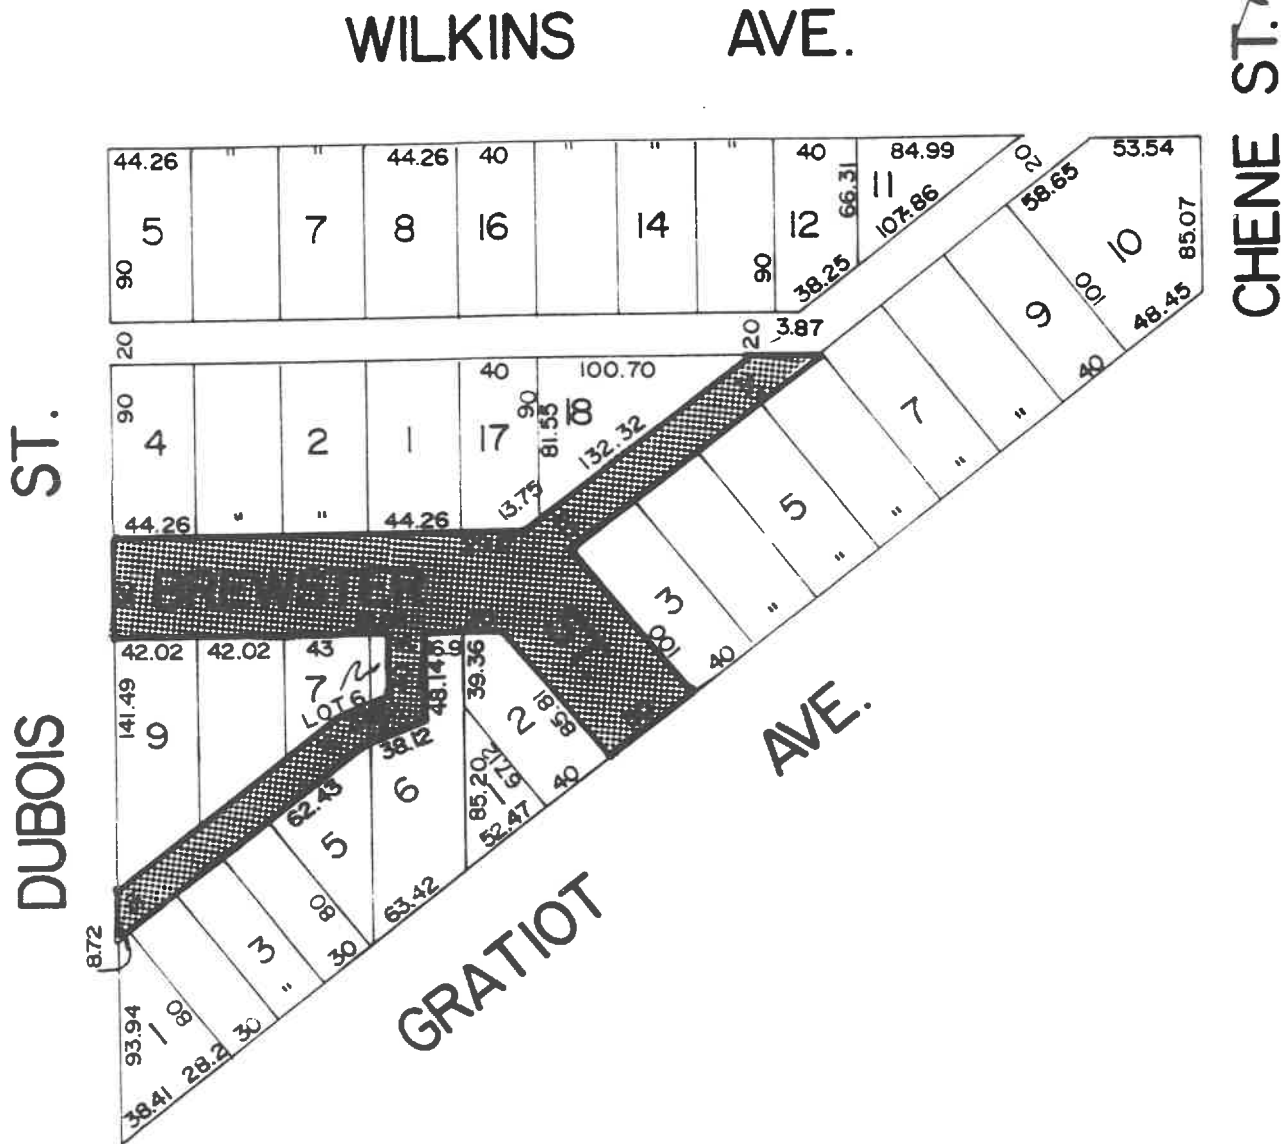 WILKINS AVE.
CHENE ST.
44.26 " " 44.26 40 " " " 40 84.99 20 53.54
5 7 8 16 14 12 66.31 11 107.86 58.65 10 85.07
90 90 38.25 9 100 48.45
20 20 3.87 40
40 100.70
ST.
90 4 2 1 17 90 81.55 18 132.32 7 "
44.26 " " 44.26 13.75 5 " "
BREWSTER ST. 3 " "
42.02 42.02 43 6.9 39.36 100 40
141.49 9 7 LOT 6 48.14 2 85.81
DUBOIS
38.12 85.20 1 67.12 40
62.43 6 52.47
5 63.42
AVE.
8.72 3 80 30
93.94 1 80 " 30
38.41 28.2
GRATIOT